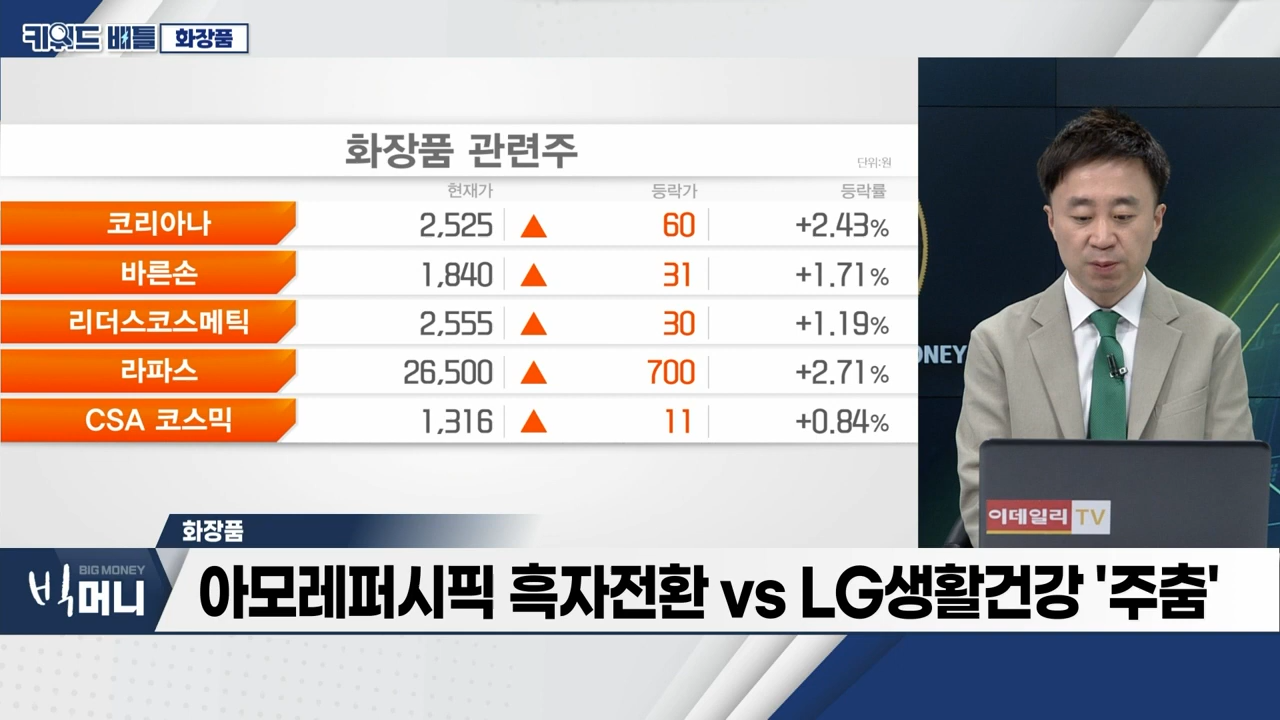 키워드 배틀 화장품
화장품 관련주
단위:원
현재가 등락가 등락률
코리아나 2,525 ▲ 60 +2.43%
바른손 1,840 ▲ 31 +1.71%
리더스코스메틱 2,555 ▲ 30 +1.19%
라파스 26,500 ▲ 700 +2.71%
CSA 코스믹 1,316 ▲ 11 +0.84%
ONEY
이데일리 TV
화장품
BIG MONEY
빅머니
아모레퍼시픽 흑자전환 vs LG생활건강 '주춤'